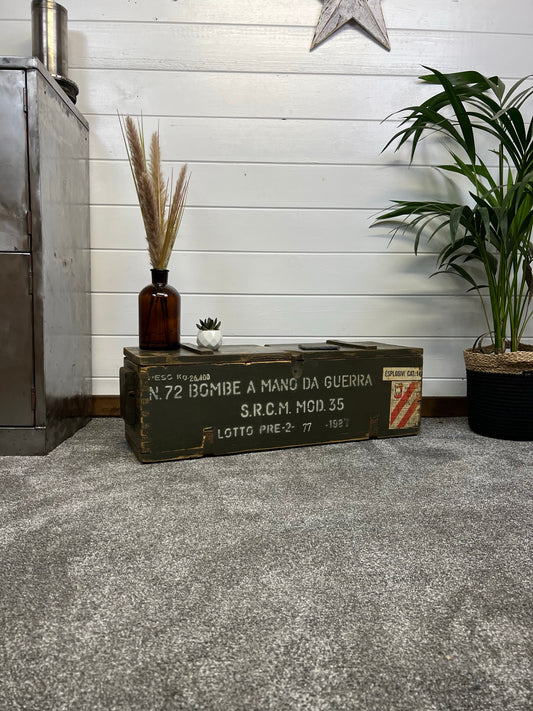 PESO KG. 26,400
N.72 BOMBE A MANO DA GUERRA
S.R.C.M. MOD. 35
LOTTO PRE-2- 77 -1987
ESPLOSIVI CAT.